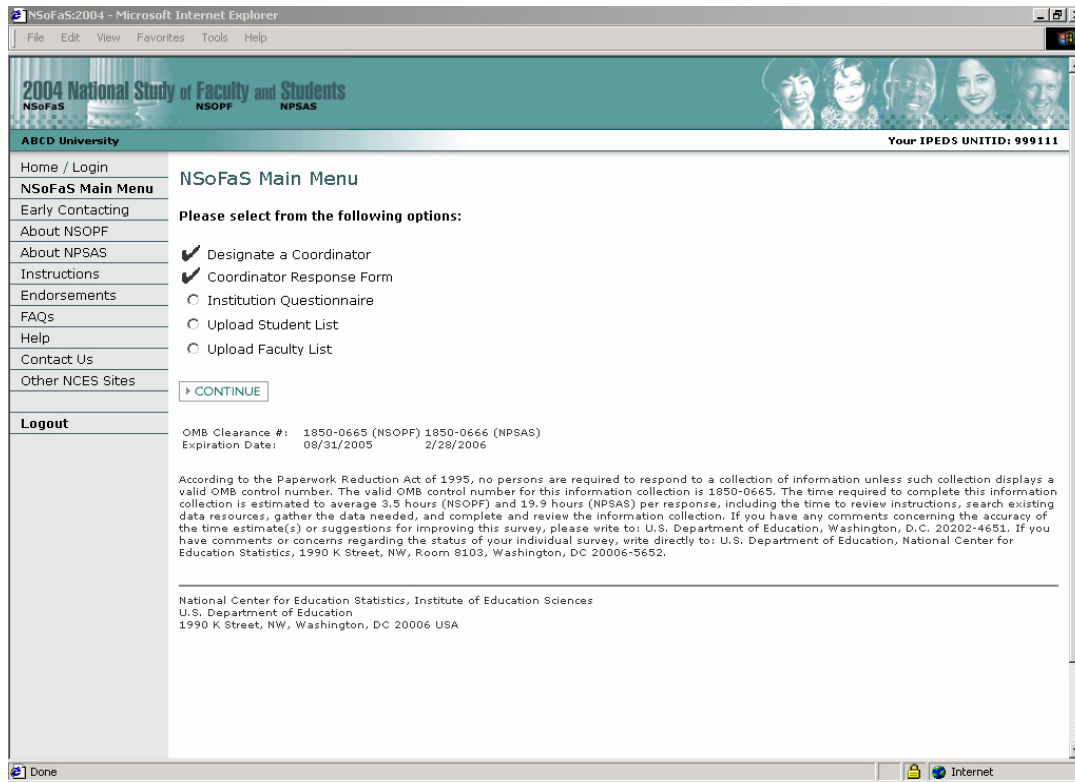 NSoFaS:2004 - Microsoft Internet Explorer
File Edit View Favorites Tools Help
2004 National Study of Faculty and Students
NSoFaS NSOPF NPSAS
ABCD University Your IPEDS UNITID: 999111
Home / Login
NSoFaS Main Menu
Early Contacting
About NSOPF
About NPSAS
Instructions
Endorsements
FAQs
Help
Contact Us
Other NCES Sites
Logout
NSoFaS Main Menu
Please select from the following options:
Designate a Coordinator
Coordinator Response Form
Institution Questionnaire
Upload Student List
Upload Faculty List
CONTINUE
OMB Clearance #: 1850-0665 (NSOPF) 1850-0666 (NPSAS)
Expiration Date: 08/31/2005 2/28/2006
According to the Paperwork Reduction Act of 1995, no persons are required to respond to a collection of information unless such collection displays a
valid OMB control number. The valid OMB control number for this information collection is 1850-0665. The time required to complete this information
collection is estimated to average 3.5 hours (NSOPF) and 19.9 hours (NPSAS) per response, including the time to review instructions, search existing
data resources, gather the data needed, and complete and review the information collection. If you have any comments concerning the accuracy of
the time estimate(s) or suggestions for improving this survey, please write to: U.S. Department of Education, Washington, D.C. 20202-4651. If you
have comments or concerns regarding the status of your individual survey, write directly to: U.S. Department of Education, National Center for
Education Statistics, 1990 K Street, NW, Room 8103, Washington, DC 20006-5652.
National Center for Education Statistics, Institute of Education Sciences
U.S. Department of Education
1990 K Street, NW, Washington, DC 20006 USA
Done Internet